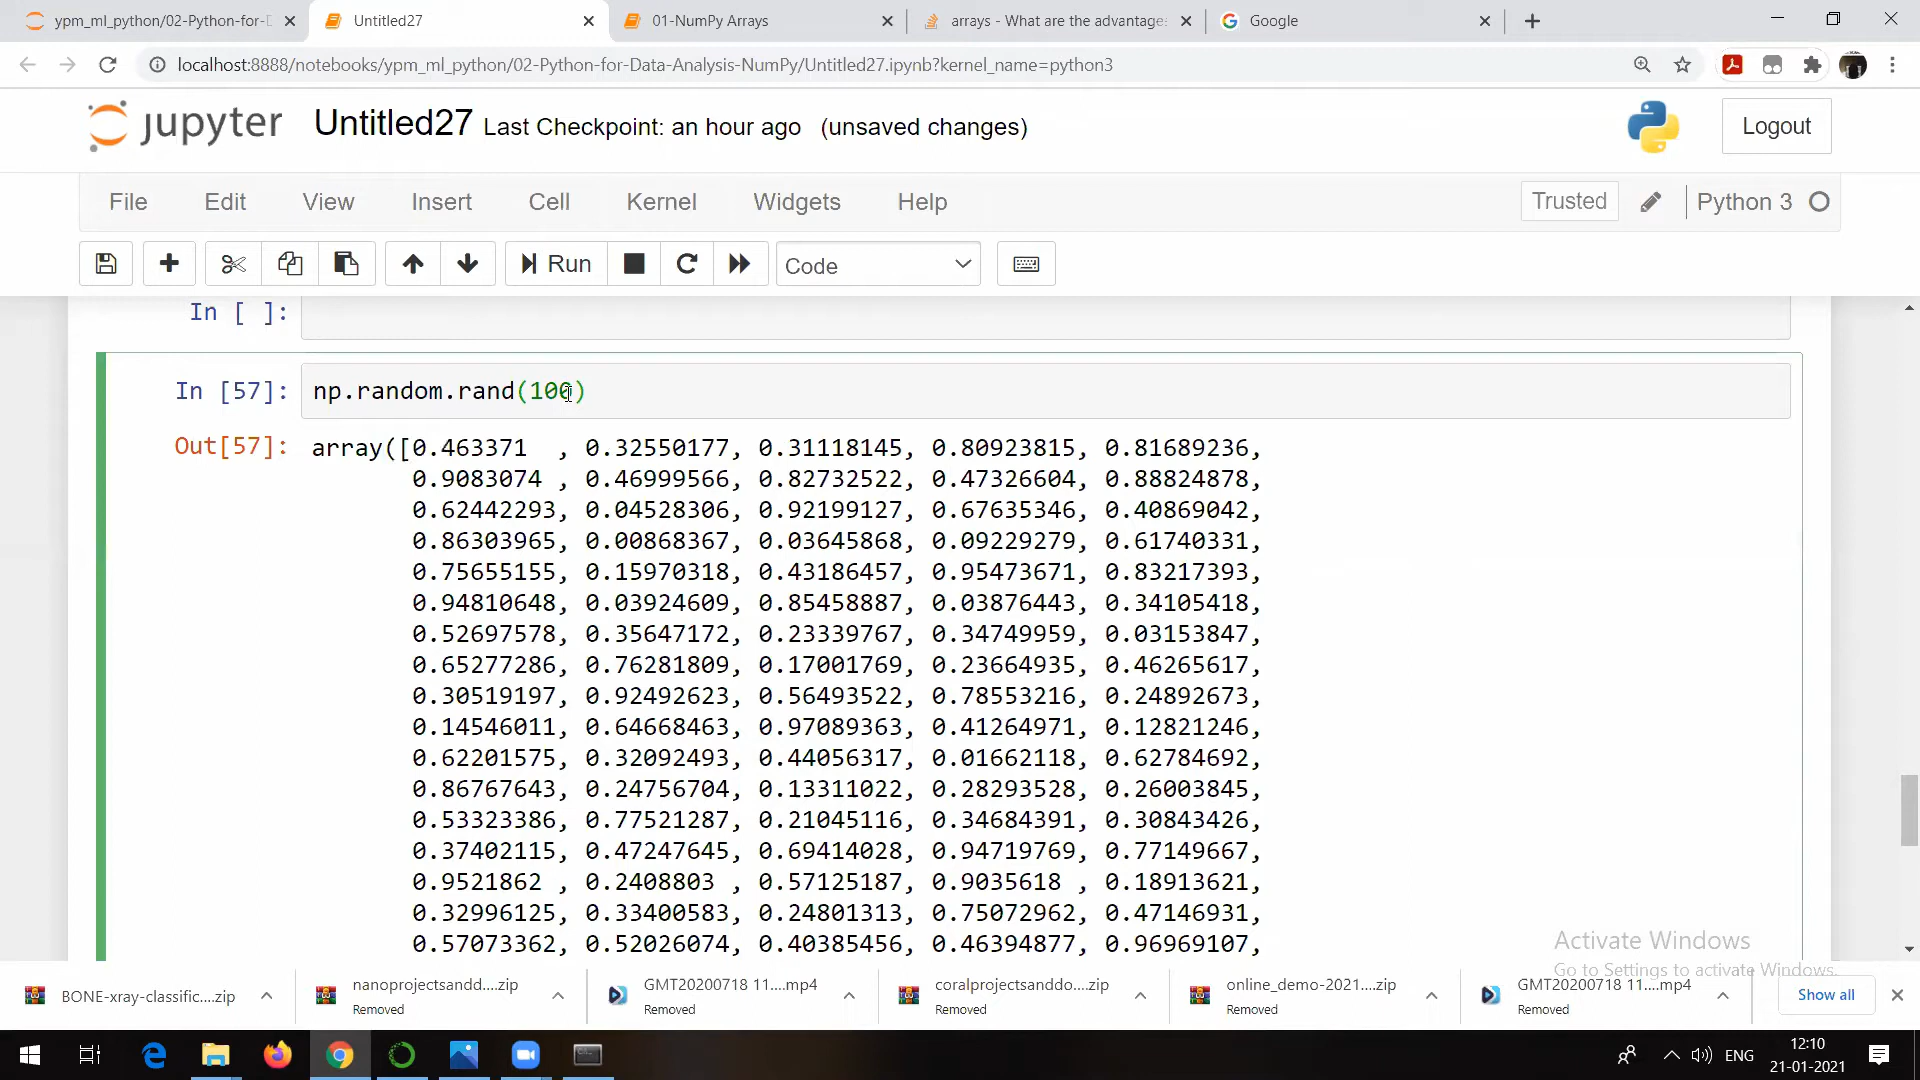 ypm_ml_python/02-Python-for-D
Untitled27
01-NumPy Arrays
arrays - What are the advantages
Google
localhost:8888/notebooks/ypm_ml_python/02-Python-for-Data-Analysis-NumPy/Untitled27.ipynb?kernel_name=python3
jupyter Untitled27 Last Checkpoint: an hour ago (unsaved changes)
Logout
File Edit View Insert Cell Kernel Widgets Help
Trusted
Python 3
Run
Code
In [ ]:
In [57]: np.random.rand(100)
Out[57]: array([0.463371  , 0.32550177, 0.31118145, 0.80923815, 0.81689236,
0.9083074 , 0.46999566, 0.82732522, 0.47326604, 0.88824878,
0.62442293, 0.04528306, 0.92199127, 0.67635346, 0.40869042,
0.86303965, 0.00868367, 0.03645868, 0.09229279, 0.61740331,
0.75655155, 0.15970318, 0.43186457, 0.95473671, 0.83217393,
0.94810648, 0.03924609, 0.85458887, 0.03876443, 0.34105418,
0.52697578, 0.35647172, 0.23339767, 0.34749959, 0.03153847,
0.65277286, 0.76281809, 0.17001769, 0.23664935, 0.46265617,
0.30519197, 0.92492623, 0.56493522, 0.78553216, 0.24892673,
0.14546011, 0.64668463, 0.97089363, 0.41264971, 0.12821246,
0.62201575, 0.32092493, 0.44056317, 0.01662118, 0.62784692,
0.86767643, 0.24756704, 0.13311022, 0.28293528, 0.26003845,
0.53323386, 0.77521287, 0.21045116, 0.34684391, 0.30843426,
0.37402115, 0.47247645, 0.69414028, 0.94719769, 0.77149667,
0.9521862 , 0.2408803 , 0.57125187, 0.9035618 , 0.18913621,
0.32996125, 0.33400583, 0.24801313, 0.75072962, 0.47146931,
0.57073362, 0.52026074, 0.40385456, 0.46394877, 0.96969107,
Activate Windows
Go to Settings to activate Windows.
BONE-xray-classific....zip
nanoprojectsandd....zip
Removed
GMT20200718 11....mp4
Removed
coralprojectsanddo....zip
Removed
online_demo-2021....zip
Removed
GMT20200718 11....mp4
Removed
Show all
ENG
12:10
21-01-2021